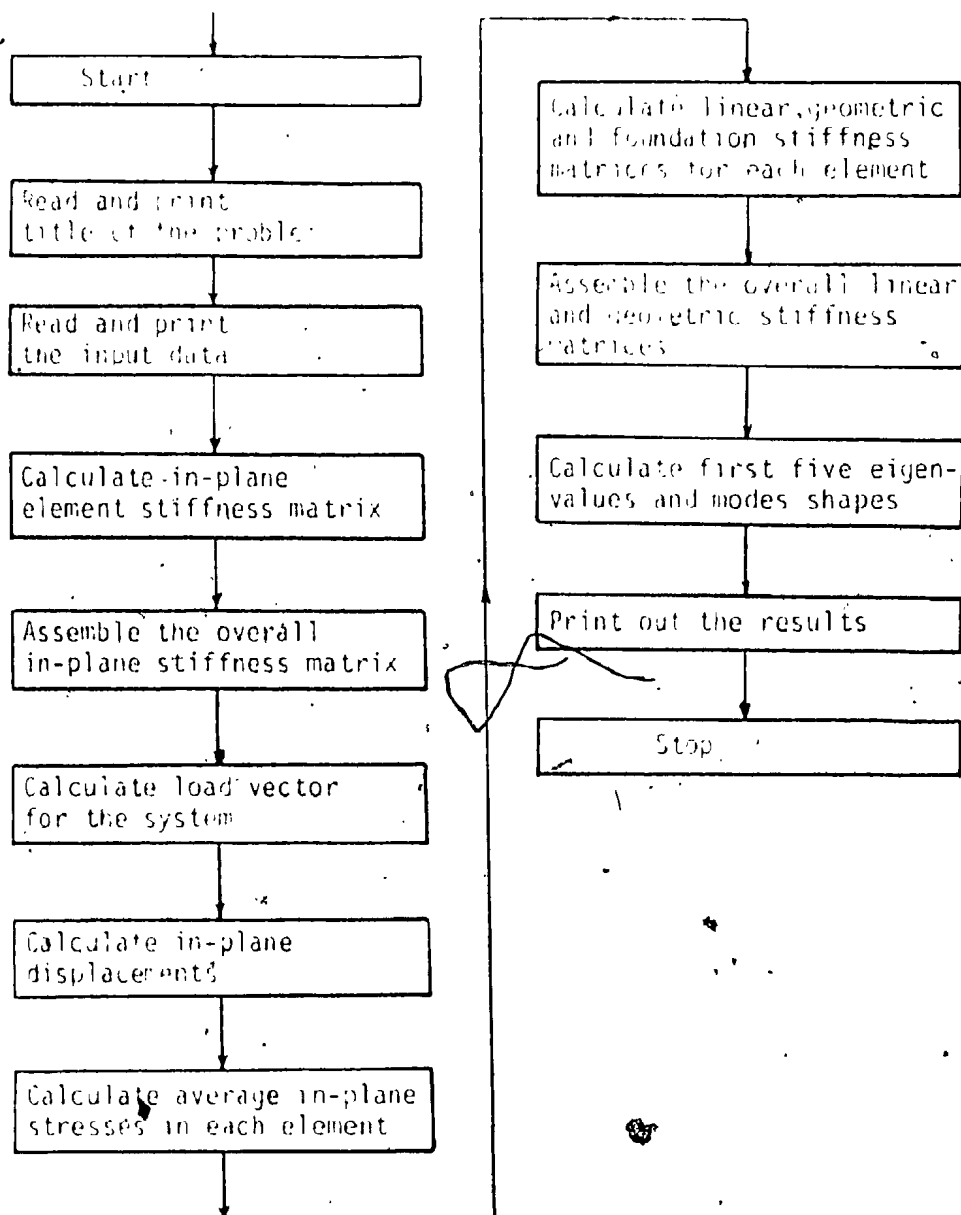 Start
Read and print
title of the problem
Read and print
the input data
Calculate in-plane
element stiffness matrix
Assemble the overall
in-plane stiffness matrix
Calculate load vector
for the system
Calculate in-plane
displacements
Calculate average in-plane
stresses in each element
Calculate linear, geometric
and foundation stiffness
matrices for each element
Assemble the overall linear
and geometric stiffness
matrices
Calculate first five eigen-
values and modes shapes
Print out the results
Stop